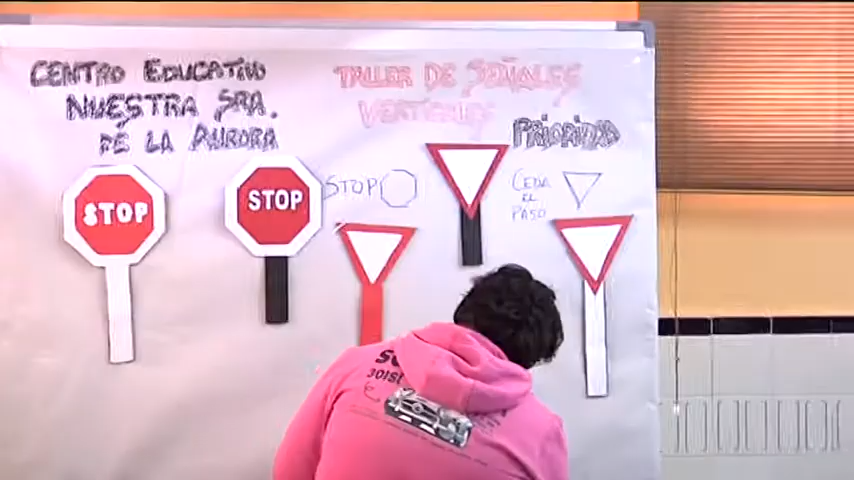 CENTRO EDUCATIVO
NUESTRA SRA.
DE LA AURORA
TALLER DE SEÑALES
VERTICALES
PRIORIDAD
STOP
STOP
STOP
CEDA
EL
PASO